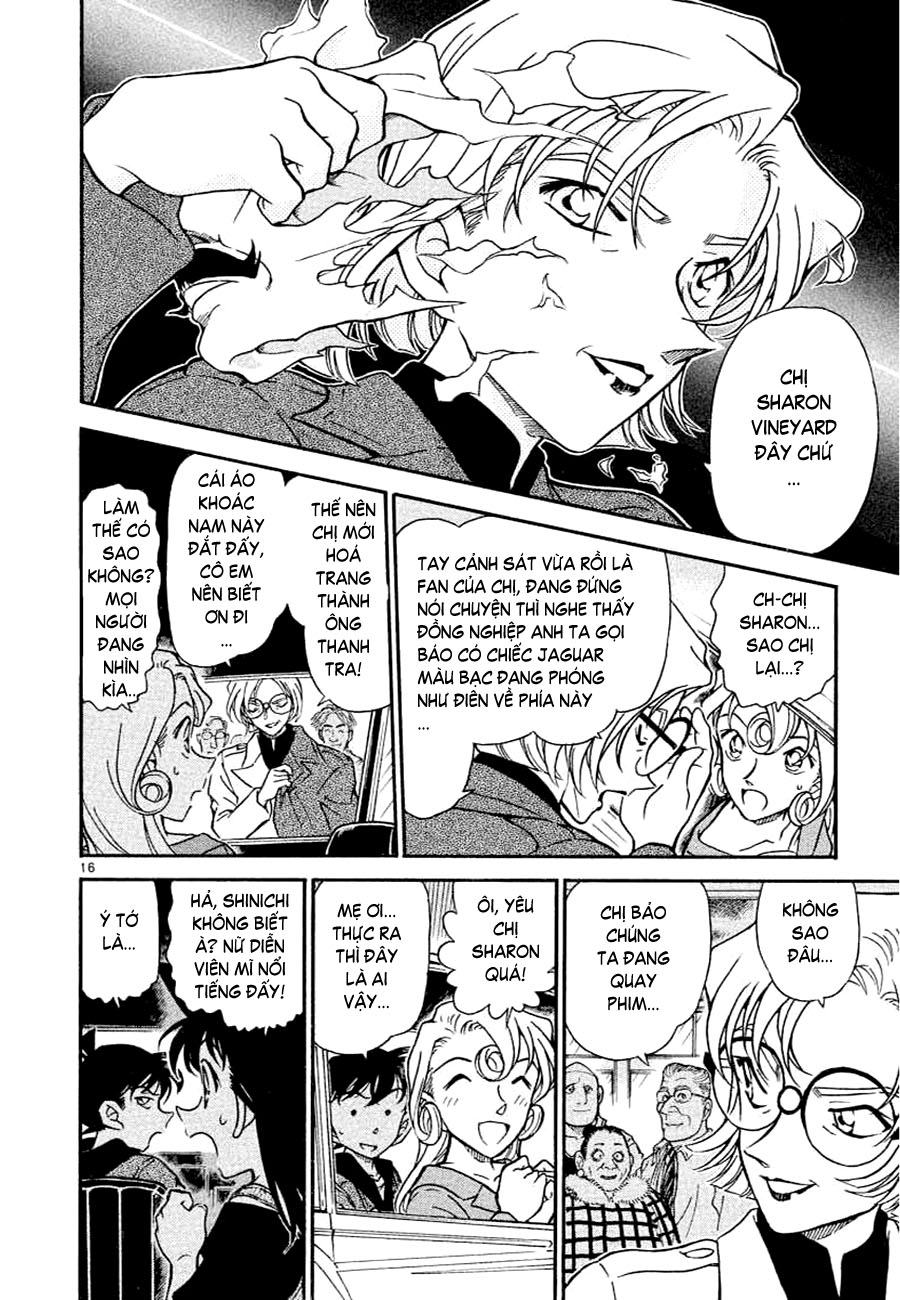 CHỊ
SHARON
VINEYARD
ĐÂY CHỨ
...
CH-CHỊ
SHARON...
SAO CHỊ
LẠI...?
TAY CẢNH SÁT VỪA RỒI LÀ
FAN CỦA CHỊ, ĐANG ĐỨNG
NÓI CHUYỆN THÌ NGHE THẤY
ĐỒNG NGHIỆP ANH TA GỌI
BÁO CÓ CHIẾC JAGUAR
MÀU BẠC ĐANG PHÓNG
NHƯ ĐIÊN VỀ PHÍA NÀY
...
THẾ NÊN
CHỊ MỚI
HOÁ
TRANG
THÀNH
ÔNG
THANH
TRA!
CÁI ÁO
KHOÁC
NAM NÀY
ĐẮT ĐẤY,
CÔ EM
NÊN BIẾT
ƠN ĐI
...
LÀM
THẾ CÓ
SAO
KHÔNG?
MỌI
NGƯỜI
ĐANG
NHÌN
KÌA...
16
KHÔNG
SAO
ĐÂU...
CHỊ BẢO
CHÚNG
TA ĐANG
QUAY
PHIM...
ÔI, YÊU
CHỊ
SHARON
QUÁ!
MẸ ƠI...
THỰC RA
THÌ ĐÂY
LÀ AI
VẬY...
HẢ, SHINICHI
KHÔNG BIẾT
À? NỮ DIỄN
VIÊN MĨ NỔI
TIẾNG ĐẤY!
Ý TỚ
LÀ...